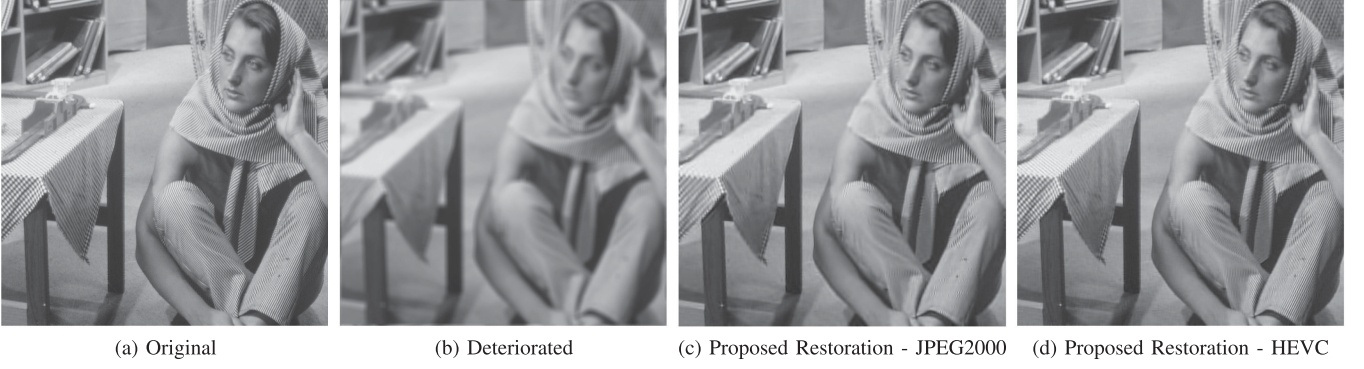 (a) Original
(b) Deteriorated
(c) Proposed Restoration - JPEG2000
(d) Proposed Restoration - HEVC